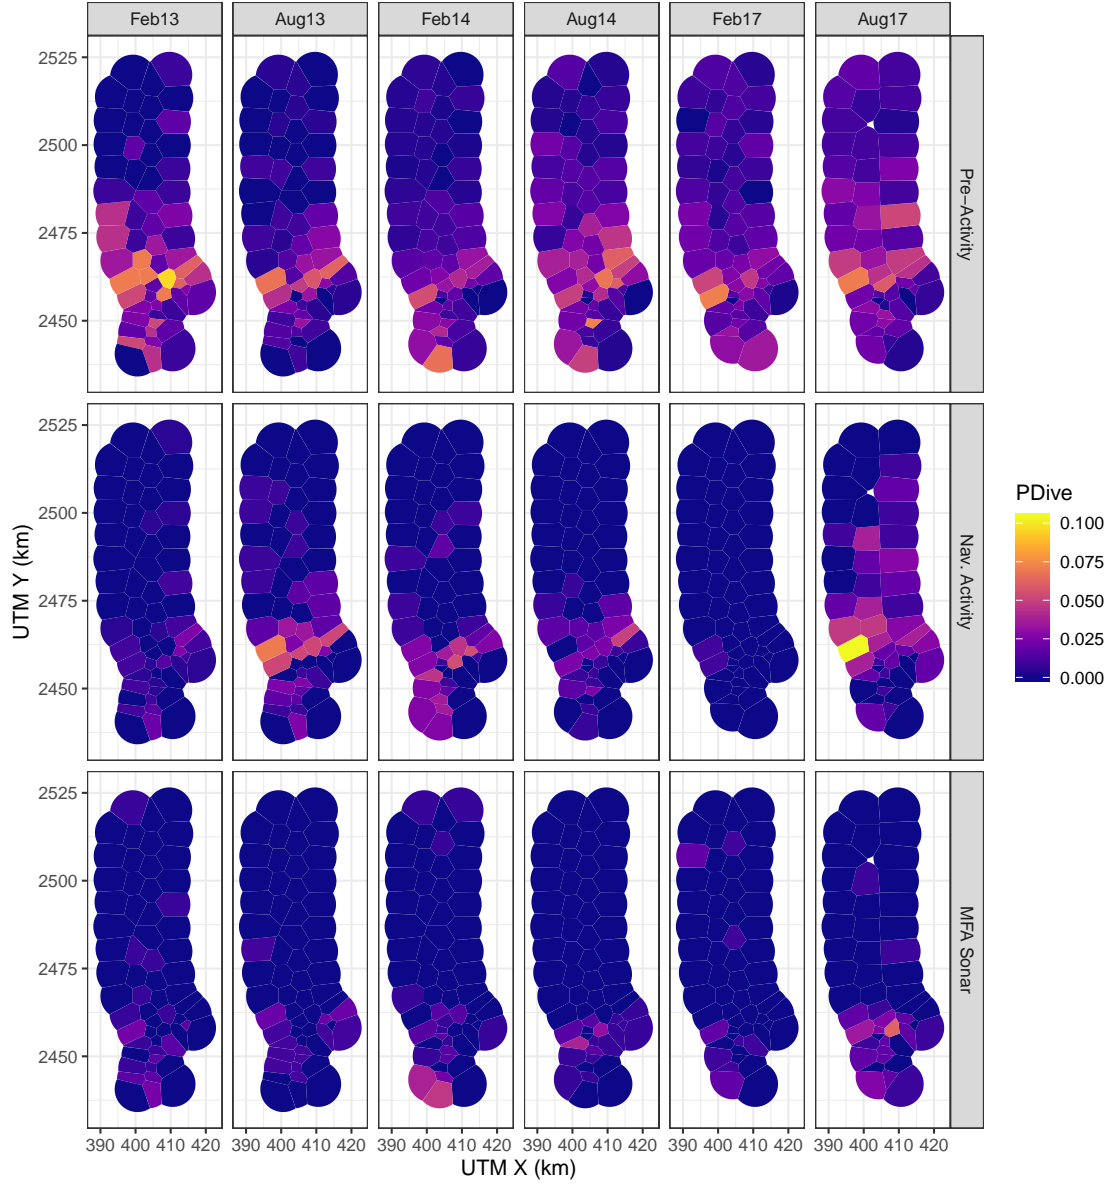 Feb13 Aug13 Feb14 Aug14 Feb17 Aug17
2525
2500
2475
2450
Pre−Activity
2525
2500
2475
2450
Nav. Activity
2525
2500
2475
2450
MFA Sonar
UTM Y (km)
390 400 410 420 390 400 410 420 390 400 410 420 390 400 410 420 390 400 410 420 390 400 410 420
UTM X (km)
PDive
0.100
0.075
0.050
0.025
0.000